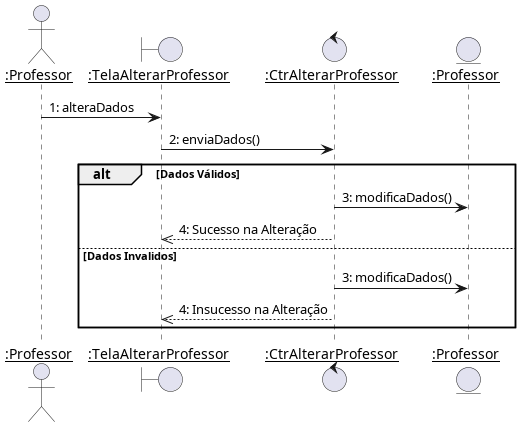 :Professor
:TelaAlterarProfessor
:CtrAlterarProfessor
:Professor
1: alteraDados
2: enviaDados()
alt
[Dados Válidos]
3: modificaDados()
4: Sucesso na Alteração
[Dados Invalidos]
3: modificaDados()
4: Insucesso na Alteração
:Professor
:TelaAlterarProfessor
:CtrAlterarProfessor
:Professor